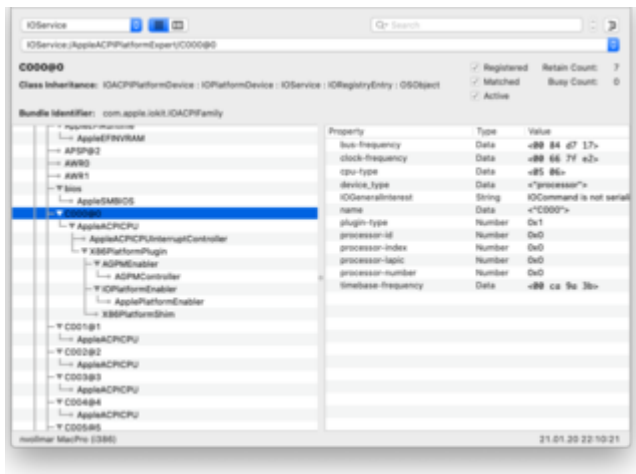 IOService
Search
IOService:/AppleACPIPlatformExpert/C000@0
C000@0
Registered Retain Count: 7
Class Inheritance: IOACPIPlatformDevice : IOPlatformDevice : IOService : IORegistryEntry : OSObject
Matched Busy Count: 0
Active
Bundle Identifier: com.apple.iokit.IOACPIFamily
AppleEFIRuntime
AppleEFINVRAM
APSP@2
AWR0
AWR1
bios
AppleSMBIOS
C000@0
AppleACPICPU
AppleACPICPUInterruptController
X86PlatformPlugin
AGPMEnabler
AGPMController
IOPlatformEnabler
ApplePlatformEnabler
X86PlatformShim
C001@1
AppleACPICPU
C002@2
AppleACPICPU
C003@3
AppleACPICPU
C004@4
AppleACPICPU
C005@5
Property Type Value
bus-frequency Data <00 84 d7 17>
clock-frequency Data <00 66 7f e2>
cpu-type Data <05 06>
device_type Data <"processor">
IOGeneralInterest String IOCommand is not seriali
name Data <"C000">
plugin-type Number 0x1
processor-id Number 0x0
processor-index Number 0x0
processor-lapic Number 0x0
processor-number Number 0x0
timebase-frequency Data <00 ca 9a 3b>
nvollmar MacPro (i386)
21.01.20 22:10:21